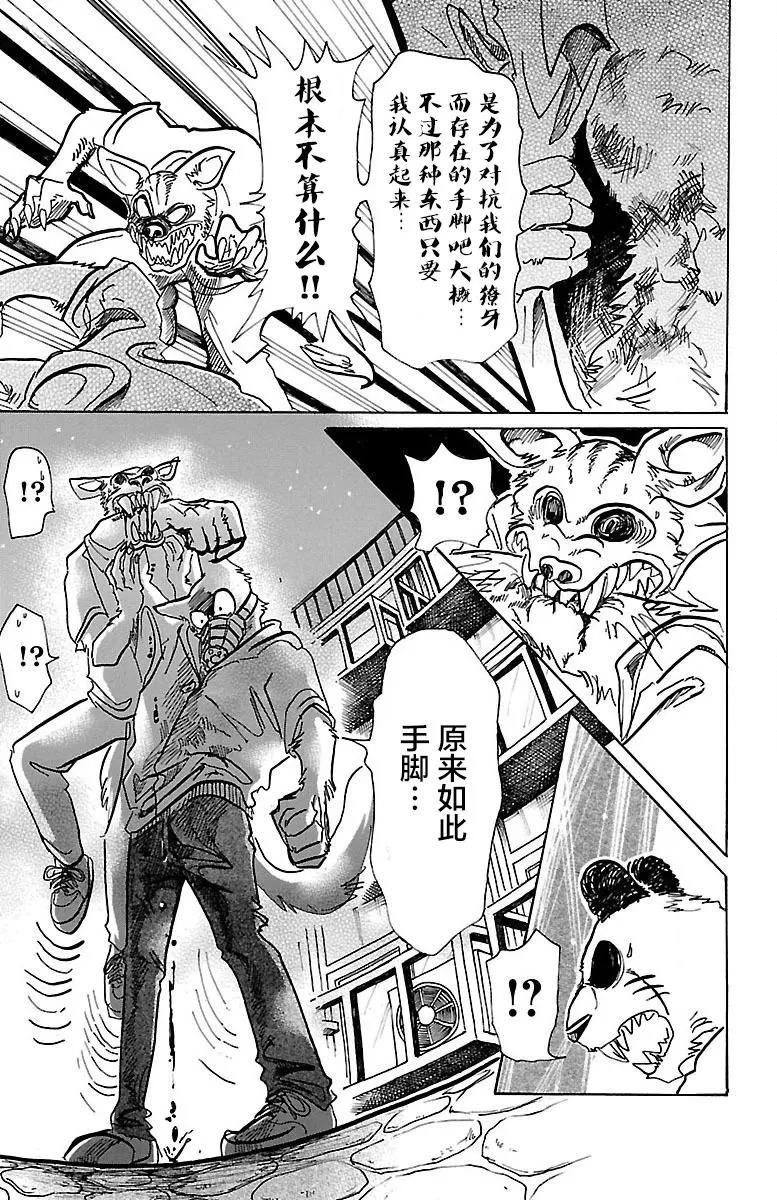 是为了对抗我们的獠牙
而存在的手脚吧大概…
不过那种东西只要
我认真起来…
根本不算什么!!
!?
!?
!?
原来如此
手脚…
!?